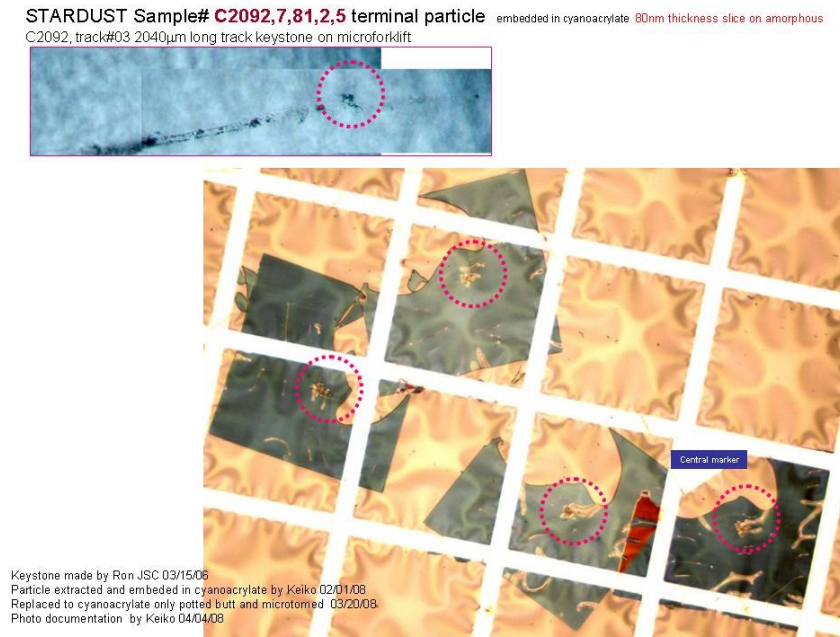 STARDUST Sample# C2092,7,81,2,5 terminal particle embedded in cyanoacrylate 80nm thickness slice on amorphous
C2092, track#03 2040µm long track keystone on microforklift
Central marker
Keystone made by Ron JSC 03/15/06
Particle extracted and embeded in cyanoacrylate by Keiko 02/01/08
Replaced to cyanoacrylate only potted butt and microtomed 03/20/08
Photo documentation by Keiko 04/04/08